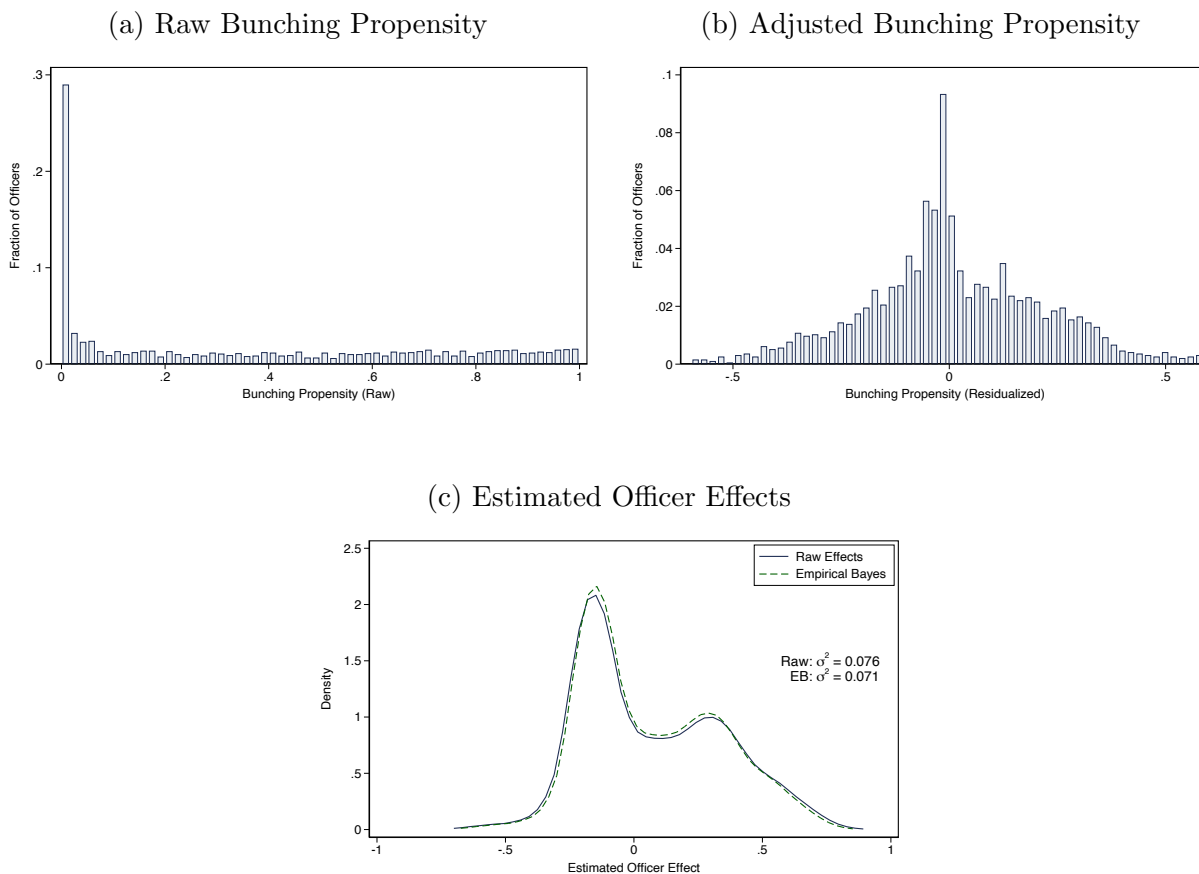 (a) Raw Bunching Propensity
.3
.2
.1
0
Fraction of Officers
0 .2 .4 .6 .8 1
Bunching Propensity (Raw)
(b) Adjusted Bunching Propensity
.1
.08
.06
.04
.02
0
Fraction of Officers
-.5 0 .5
Bunching Propensity (Residualized)
(c) Estimated Officer Effects
2.5
2
1.5
1
.5
0
Density
Raw Effects
Empirical Bayes
Raw: σ² = 0.076
EB: σ² = 0.071
-1 -.5 0 .5 1
Estimated Officer Effect